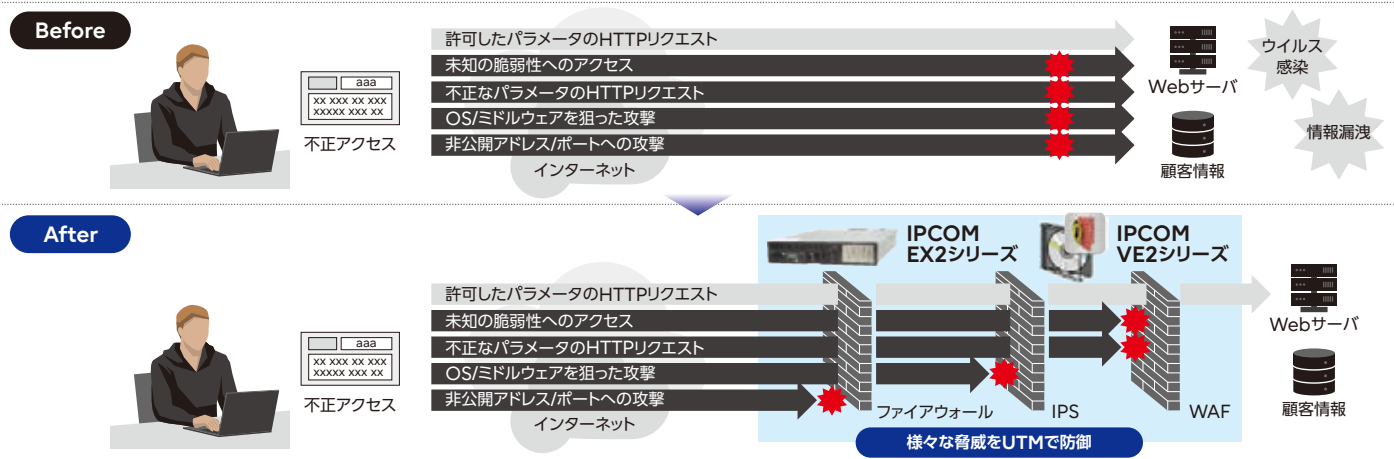 Before
aaa
xx xxx xx xxx
xxxxx xxx xx
不正アクセス
許可したパラメータのHTTPリクエスト
未知の脆弱性へのアクセス
不正なパラメータのHTTPリクエスト
OS/ミドルウェアを狙った攻撃
非公開アドレス/ポートへの攻撃
インターネット
Webサーバ
顧客情報
ウイルス
感染
情報漏洩
After
aaa
xx xxx xx xxx
xxxxx xxx xx
不正アクセス
許可したパラメータのHTTPリクエスト
未知の脆弱性へのアクセス
不正なパラメータのHTTPリクエスト
OS/ミドルウェアを狙った攻撃
非公開アドレス/ポートへの攻撃
インターネット
IPCOM
EX2シリーズ
IPCOM
VE2シリーズ
ファイアウォール
IPS
WAF
様々な脅威をUTMで防御
Webサーバ
顧客情報